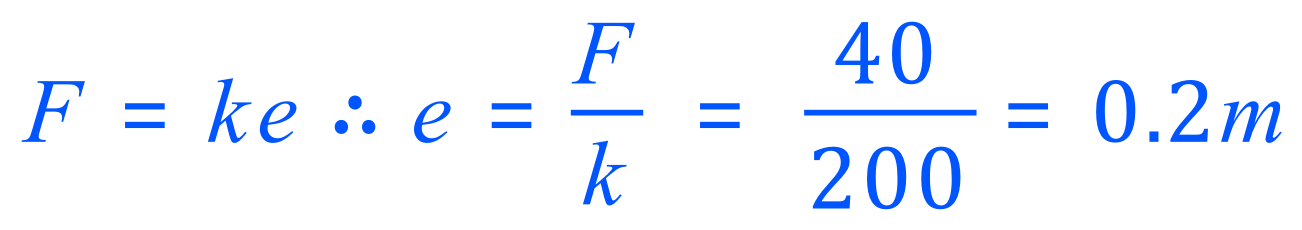 F = ke ∴ e = F/k = 40/200 = 0.2m